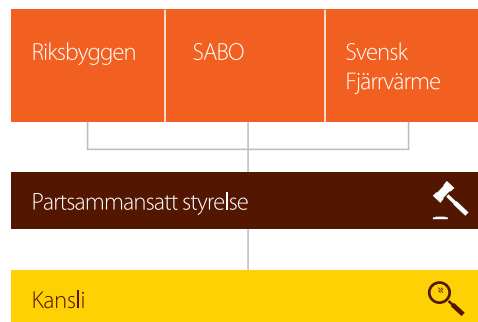 Riksbyggen
SABO
Svensk
Fjärrvärme
Partsammansatt styrelse
Kansli